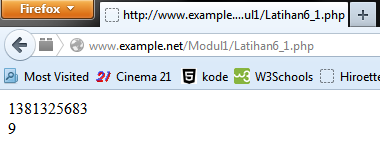 Firefox
http://www.example....ul1/Latihan6_1.php
www.example.net/Modul1/Latihan6_1.php
Most Visited Cinema 21 kode W3Schools Hiroette
1381325683
9